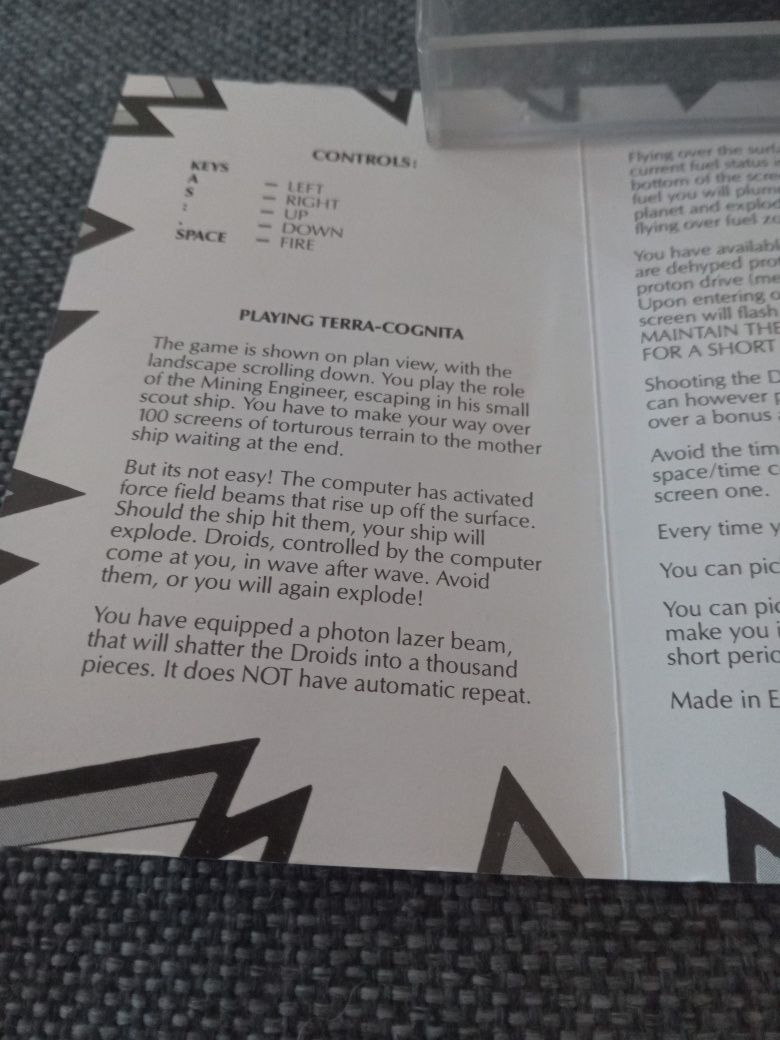 CONTROLS:
KEYS
A — LEFT
S — RIGHT
: — UP
. — DOWN
SPACE — FIRE
PLAYING TERRA-COGNITA
The game is shown on plan view, with the
landscape scrolling down. You play the role
of the Mining Engineer, escaping in his small
scout ship. You have to make your way over
100 screens of torturous terrain to the mother
ship waiting at the end.
But its not easy! The computer has activated
force field beams that rise up off the surface.
Should the ship hit them, your ship will
explode. Droids, controlled by the computer
come at you, in wave after wave. Avoid
them, or you will again explode!
You have equipped a photon lazer beam,
that will shatter the Droids into a thousand
pieces. It does NOT have automatic repeat.
Flying over the
current fuel status
bottom of the
fuel you will
planet and
flying over fuel
You have
are dehyped
proton drive
Upon entering
screen will flash
MAINTAIN
FOR A SHORT
Shooting the
can however
over a bonus
Avoid the
space/time
screen one.
Every time
You can
You can
make you
short
Made in